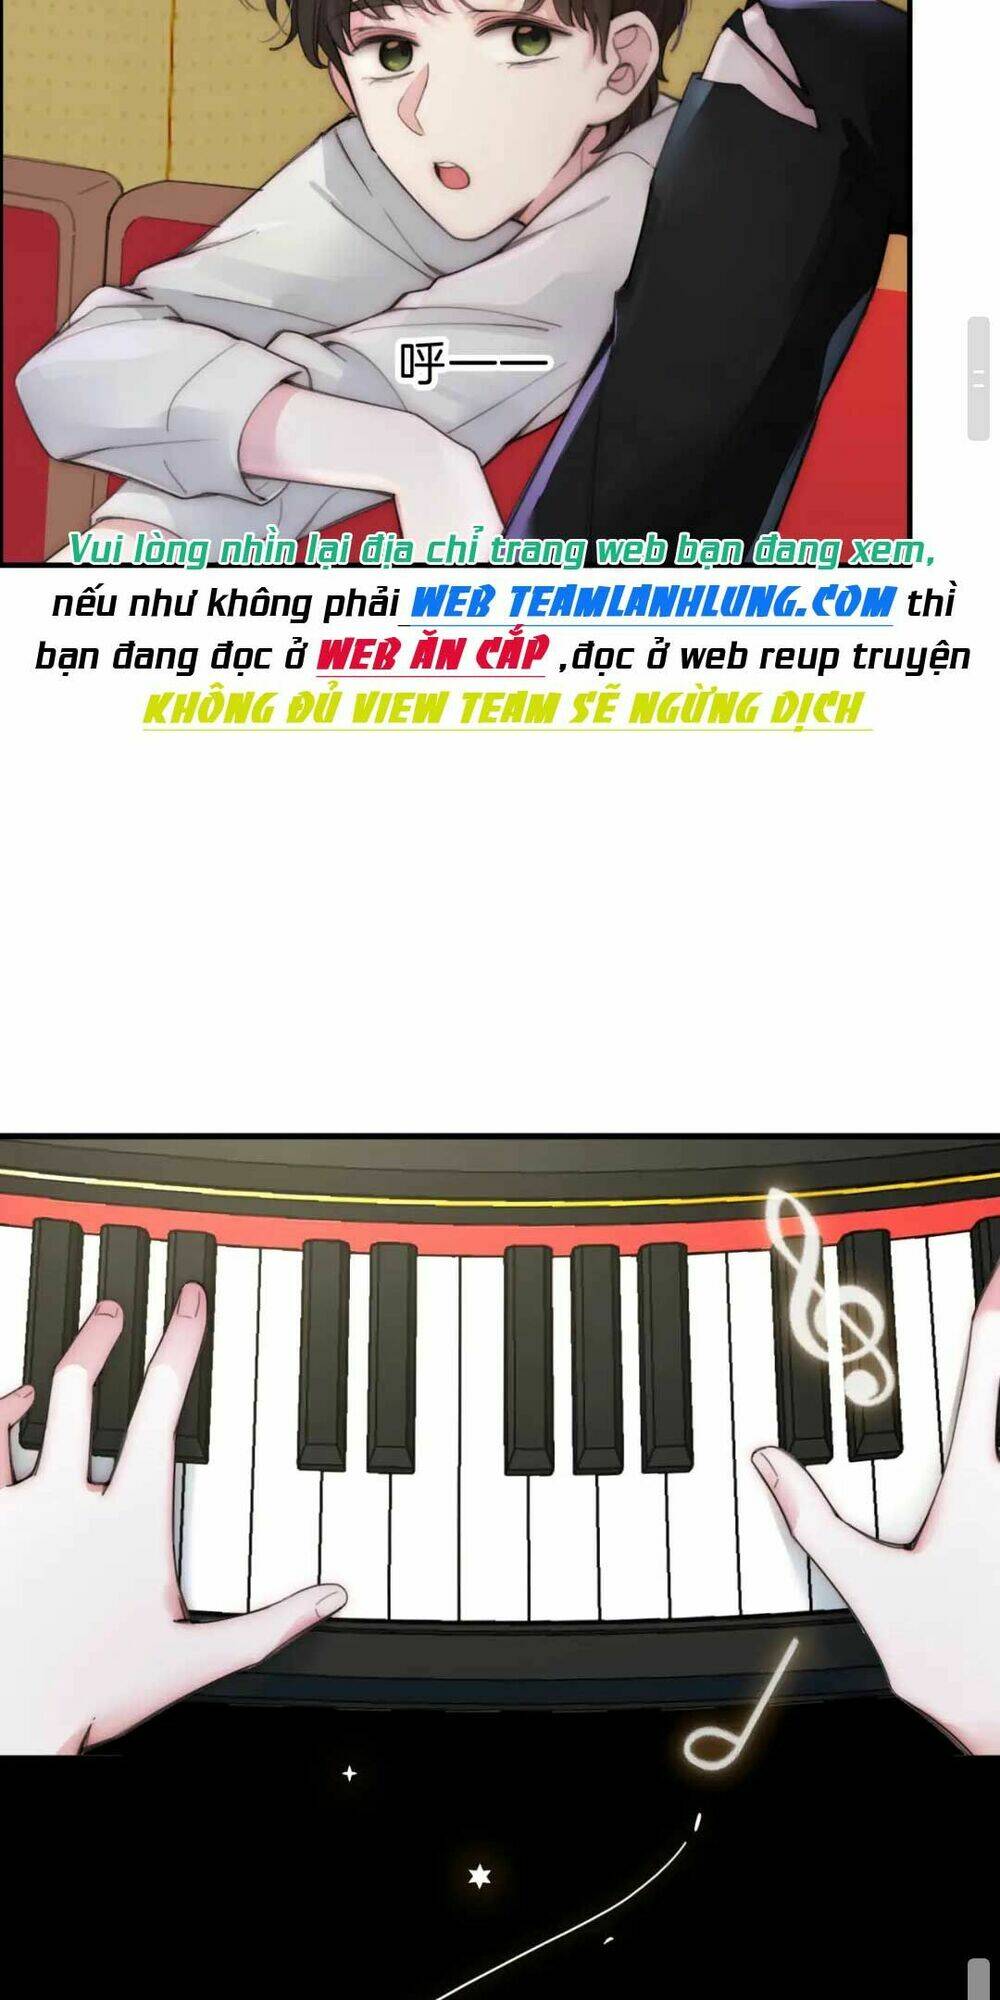 呼——
Vui lòng nhìn lại địa chỉ trang web bạn đang xem,
nếu như không phải WEB TEAMLANHLUNG.COM thì
bạn đang đọc ở WEB ĂN CẮP ,đọc ở web reup truyện
KHÔNG ĐỦ VIEW TEAM SẼ NGỪNG DỊCH